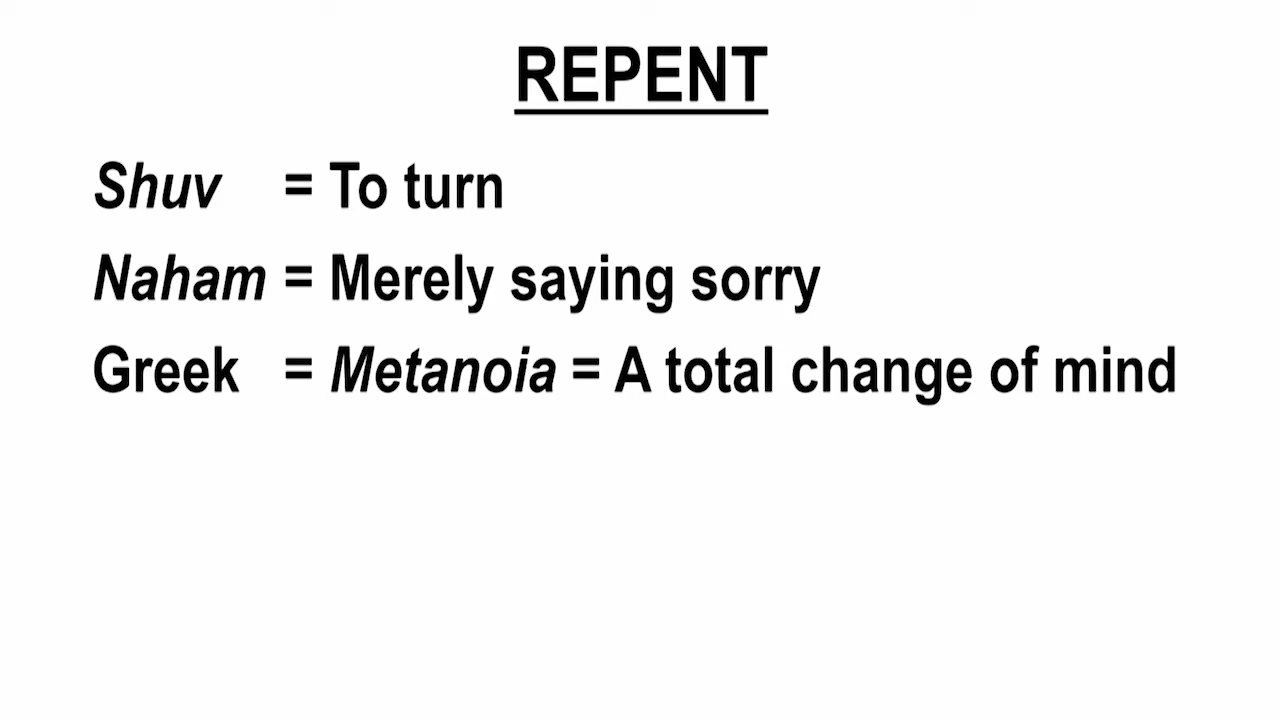 REPENT
Shuv = To turn
Naham = Merely saying sorry
Greek = Metanoia = A total change of mind